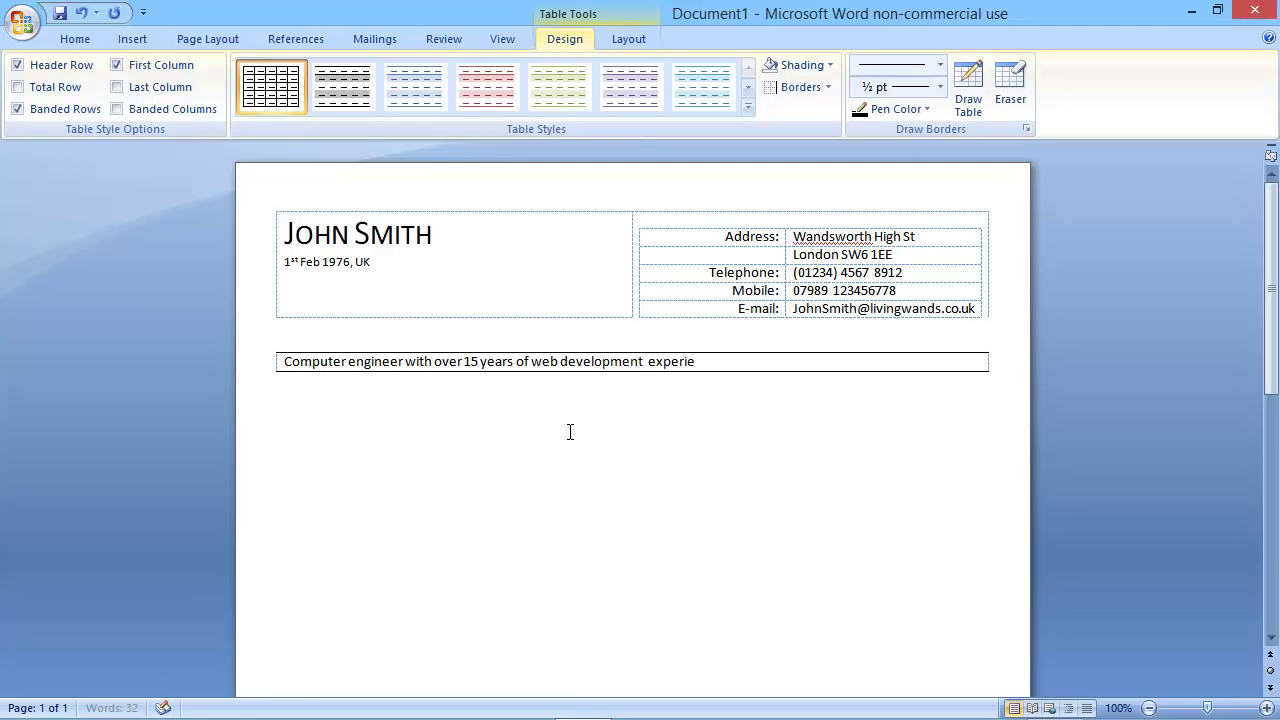 Table Tools
Document1 - Microsoft Word non-commercial use
Home Insert Page Layout References Mailings Review View Design Layout
Header Row First Column
Total Row Last Column
Banded Rows Banded Columns
Table Style Options
Table Styles
Shading
Borders
½ pt
Pen Color
Draw Table
Eraser
Draw Borders
JOHN SMITH
1st Feb 1976, UK
Address: Wandsworth High St
London SW6 1EE
Telephone: (01234) 4567 8912
Mobile: 07989 123456778
E-mail: JohnSmith@livingwands.co.uk
Computer engineer with over 15 years of web development experie
Page: 1 of 1 Words: 32 100%